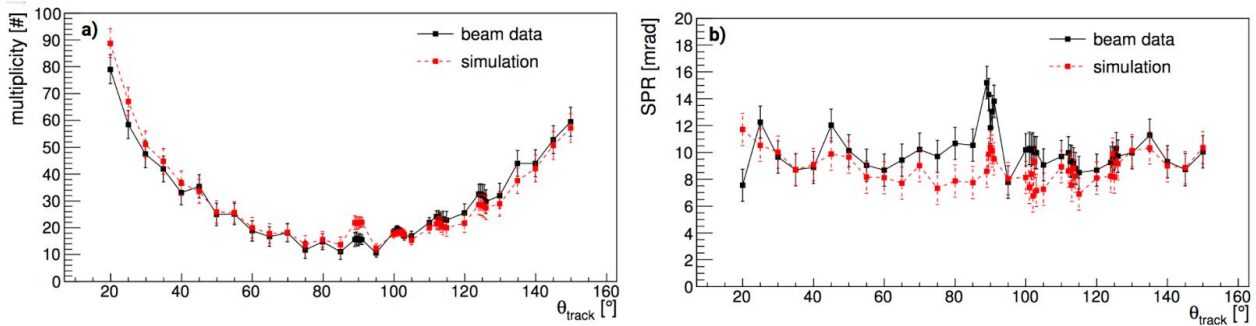 a)
multiplicity [#]
100
90
80
70
60
50
40
30
20
10
0
beam data
simulation
20 40 60 80 100 120 140 160
θtrack [°]
b)
SPR [mrad]
20
18
16
14
12
10
8
6
4
2
0
beam data
simulation
20 40 60 80 100 120 140 160
θtrack [°]